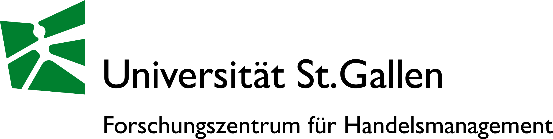 Universität St.Gallen
Forschungszentrum für Handelsmanagement